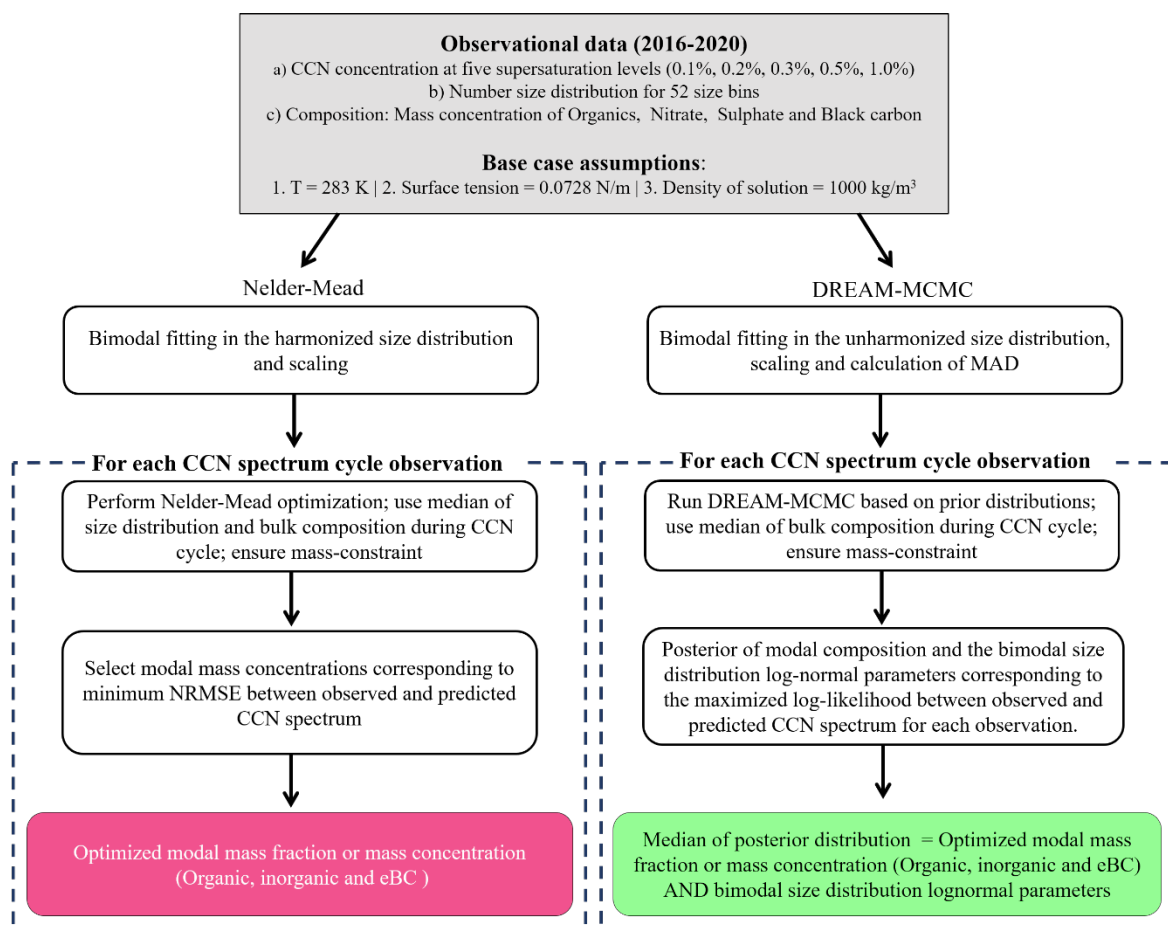 Observational data (2016-2020)
a) CCN concentration at five supersaturation levels (0.1%, 0.2%, 0.3%, 0.5%, 1.0%)
b) Number size distribution for 52 size bins
c) Composition: Mass concentration of Organics, Nitrate, Sulphate and Black carbon
Base case assumptions:
1. T = 283 K | 2. Surface tension = 0.0728 N/m | 3. Density of solution = 1000 kg/m³
Nelder-Mead
Bimodal fitting in the harmonized size distribution
and scaling
For each CCN spectrum cycle observation
Perform Nelder-Mead optimization; use median of
size distribution and bulk composition during CCN
cycle; ensure mass-constraint
Select modal mass concentrations corresponding to
minimum NRMSE between observed and predicted
CCN spectrum
Optimized modal mass fraction or mass concentration
(Organic, inorganic and eBC )
DREAM-MCMC
Bimodal fitting in the unharmonized size distribution,
scaling and calculation of MAD
For each CCN spectrum cycle observation
Run DREAM-MCMC based on prior distributions;
use median of bulk composition during CCN cycle;
ensure mass-constraint
Posterior of modal composition and the bimodal size
distribution log-normal parameters corresponding to
the maximized log-likelihood between observed and
predicted CCN spectrum for each observation.
Median of posterior distribution = Optimized modal mass
fraction or mass concentration (Organic, inorganic and eBC)
AND bimodal size distribution lognormal parameters